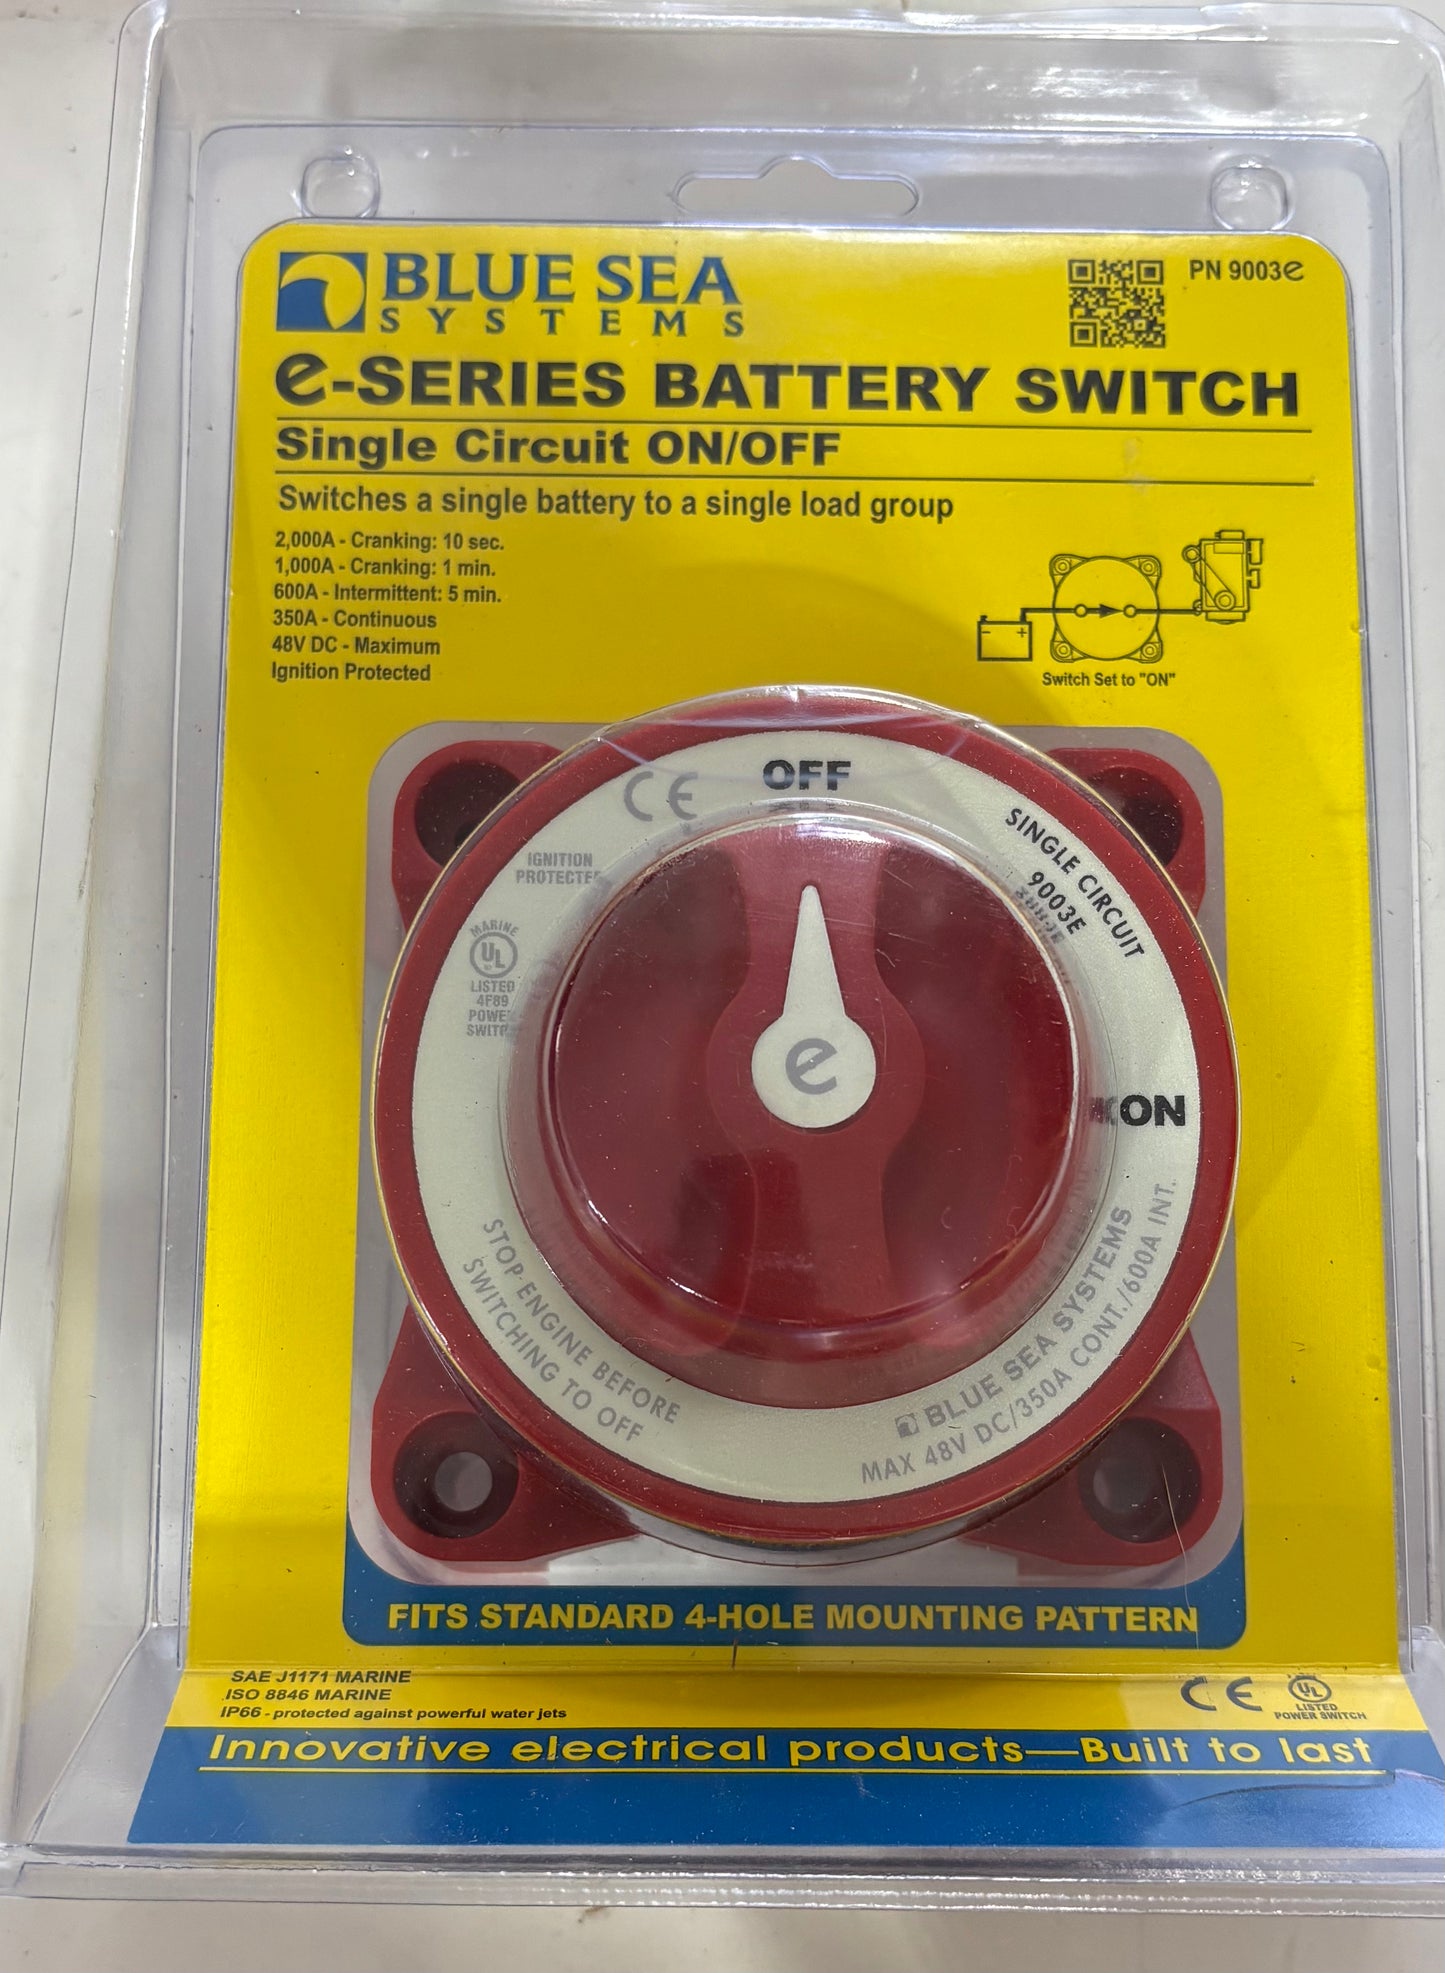 BLUE SEA
SYSTEMS
PN 9003e
e-SERIES BATTERY SWITCH
Single Circuit ON/OFF
Switches a single battery to a single load group
2,000A - Cranking: 10 sec.
1,000A - Cranking: 1 min.
600A - Intermittent: 5 min.
350A - Continuous
48V DC - Maximum
Ignition Protected
- +
Switch Set to "ON"
CE
OFF
SINGLE CIRCUIT
9003E
IGNITION
PROTECTED
MARINE
UL
LISTED
4F89
POWER
SWITCH
e
ON
STOP ENGINE BEFORE
SWITCHING TO OFF
BLUE SEA SYSTEMS
MAX 48V DC/350A CONT./600A INT.
FITS STANDARD 4-HOLE MOUNTING PATTERN
SAE J1171 MARINE
ISO 8846 MARINE
IP66 - protected against powerful water jets
CE
UL
LISTED
POWER SWITCH
Innovative electrical products—Built to last